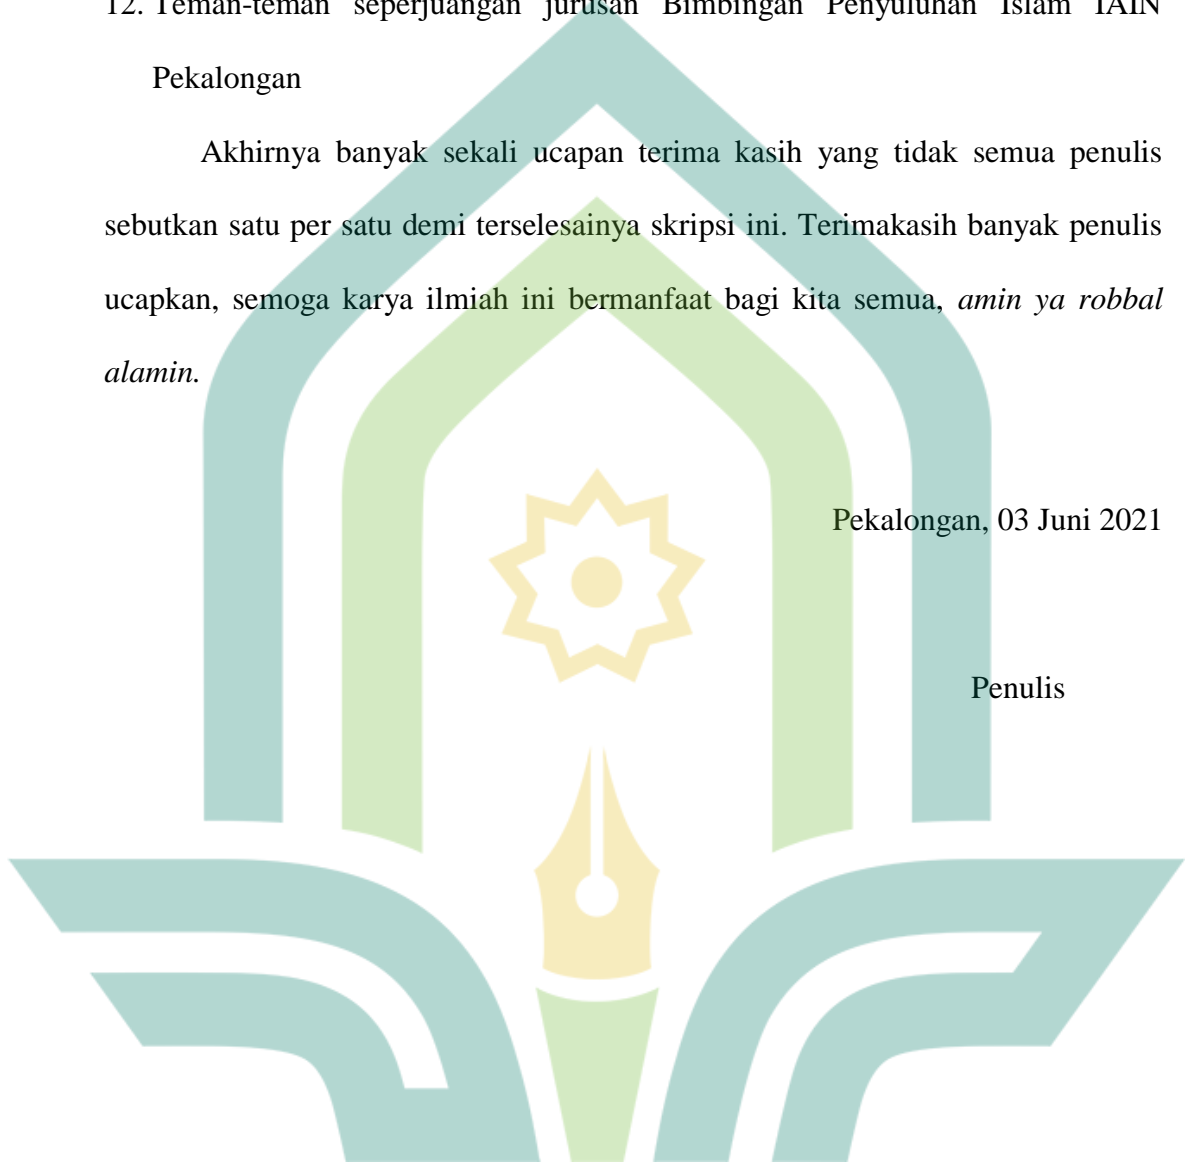 12. Teman-teman seperjuangan jurusan Bimbingan Penyuluhan Islam IAIN
Pekalongan
Akhirnya banyak sekali ucapan terima kasih yang tidak semua penulis
sebutkan satu per satu demi terselesainya skripsi ini. Terimakasih banyak penulis
ucapkan, semoga karya ilmiah ini bermanfaat bagi kita semua, amin ya robbal
alamin.
Pekalongan, 03 Juni 2021
Penulis